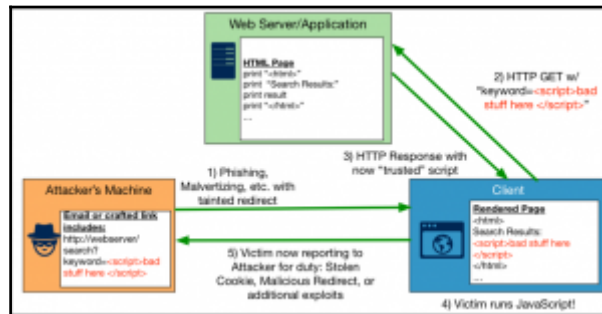 Web Server/Application
HTML Page
print "<html>"
print "Search Results:"
print result
print "</html>"
....
2) HTTP GET w/
"keyword=<script>bad
stuff here </script>"
3) HTTP Response with
now "trusted" script
1) Phishing,
Malvertizing, etc. with
tainted redirect
Attacker's Machine
Email or crafted link
includes:
http://webserver/
search?
keyword=<script>bad
stuff here </script>
Client
Rendered Page
<html>
Search Results:
<script>bad stuff here
</script>
</html>
....
5) Victim now reporting to
Attacker for duty: Stolen
Cookie, Malicious Redirect, or
additional exploits
4) Victim runs JavaScript!